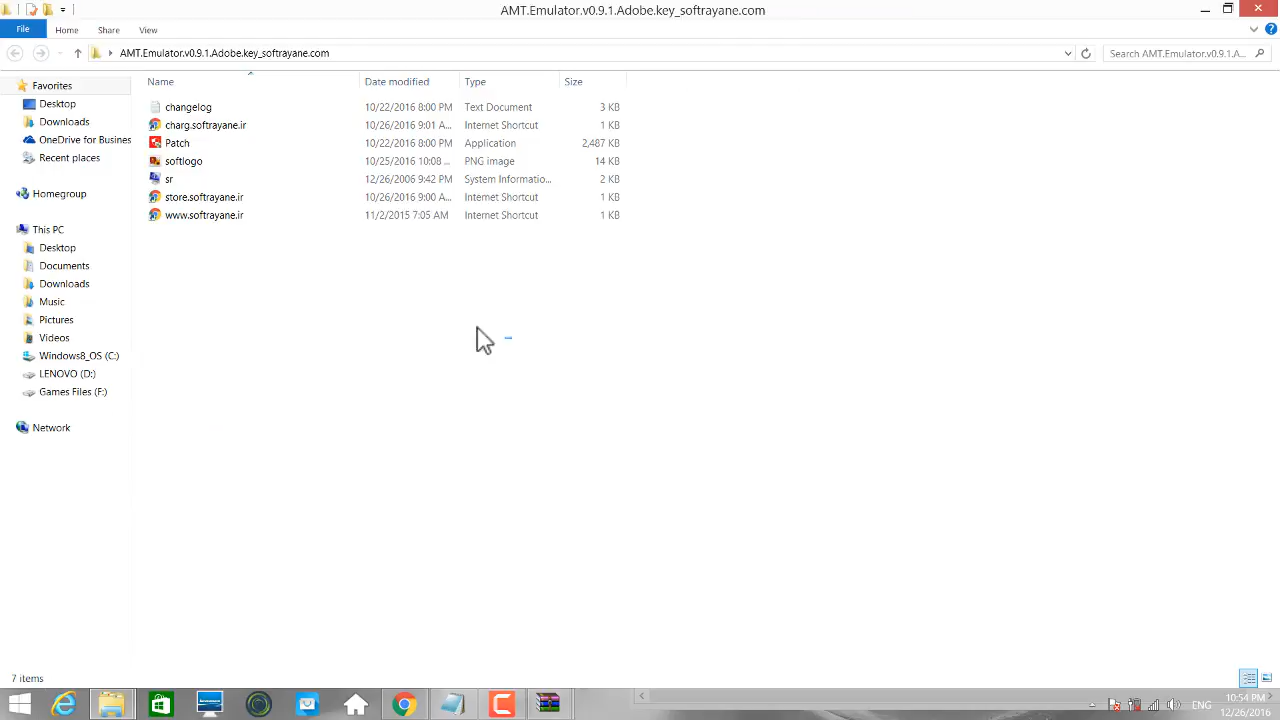 AMT.Emulator.v0.9.1.Adobe.key_softrayane.com
File Home Share View
AMT.Emulator.v0.9.1.Adobe.key_softrayane.com Search AMT.Emulator.v0.9.1.A...
Name Date modified Type Size
changelog 10/22/2016 8:00 PM Text Document 3 KB
charg.softrayane.ir 10/26/2016 9:01 A... Internet Shortcut 1 KB
Patch 10/22/2016 8:00 PM Application 2,487 KB
softlogo 10/25/2016 10:08 ... PNG image 14 KB
sr 12/26/2006 9:42 PM System Informatio... 2 KB
store.softrayane.ir 10/26/2016 9:00 A... Internet Shortcut 1 KB
www.softrayane.ir 11/2/2015 7:05 AM Internet Shortcut 1 KB
Favorites
Desktop
Downloads
OneDrive for Busines
Recent places
Homegroup
This PC
Desktop
Documents
Downloads
Music
Pictures
Videos
Windows8_OS (C:)
LENOVO (D:)
Games Files (F:)
Network
7 items
ENG
10:54 PM
12/26/2016